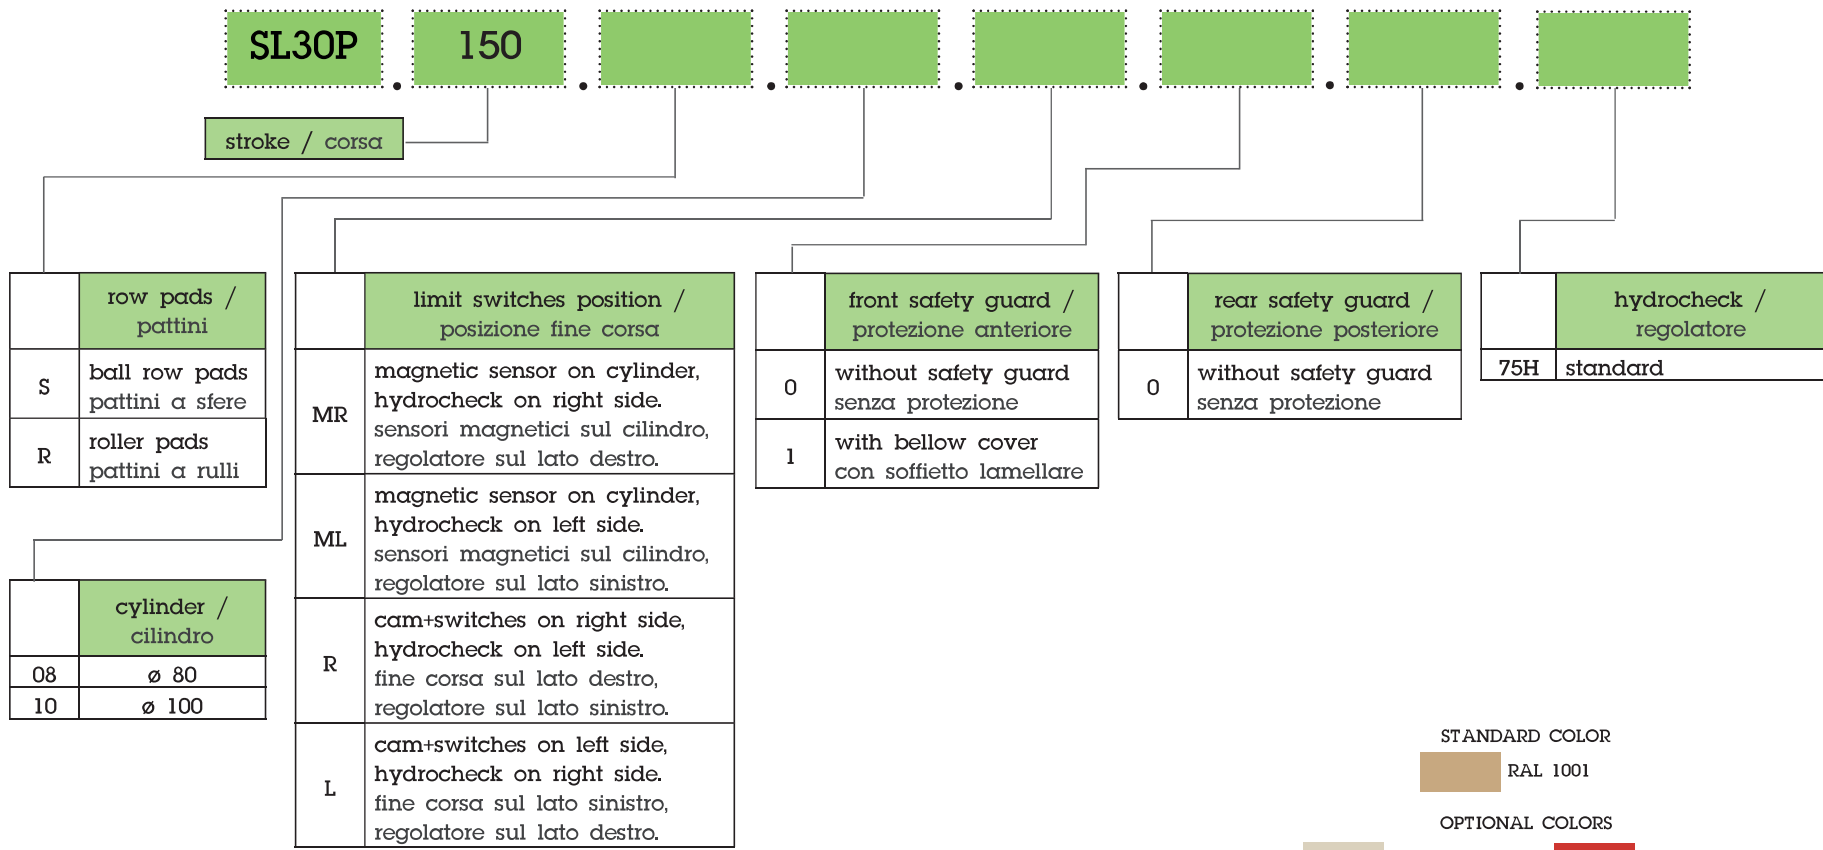 SL30P . 150 . . . . . .
stroke / corsa
row pads /
pattini
S
ball row pads
pattini a sfere
R
roller pads
pattini a rulli
cylinder /
cilindro
08 ø 80
10 ø 100
limit switches position /
posizione fine corsa
MR
magnetic sensor on cylinder,
hydrocheck on right side.
sensori magnetici sul cilindro,
regolatore sul lato destro.
ML
magnetic sensor on cylinder,
hydrocheck on left side.
sensori magnetici sul cilindro,
regolatore sul lato sinistro.
R
cam+switches on right side,
hydrocheck on left side.
fine corsa sul lato destro,
regolatore sul lato sinistro.
L
cam+switches on left side,
hydrocheck on right side.
fine corsa sul lato sinistro,
regolatore sul lato destro.
front safety guard /
protezione anteriore
0
without safety guard
senza protezione
1
with bellow cover
con soffietto lamellare
rear safety guard /
protezione posteriore
0
without safety guard
senza protezione
hydrocheck /
regolatore
75H standard
STANDARD COLOR
RAL 1001
OPTIONAL COLORS